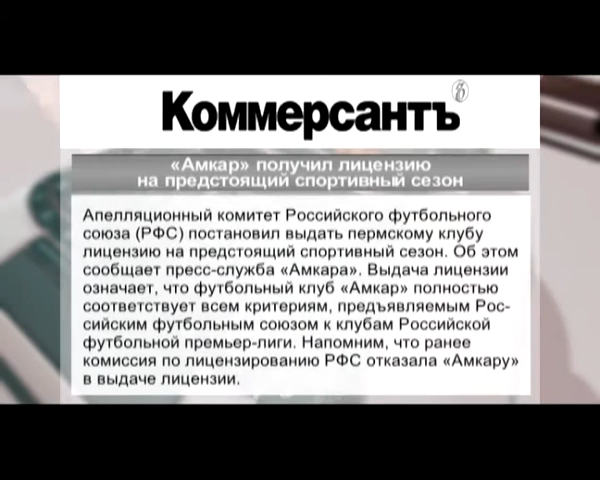 Коммерсантъ
«Амкар» получил лицензию
на предстоящий спортивный сезон
Апелляционный комитет Российского футбольного
союза (РФС) постановил выдать пермскому клубу
лицензию на предстоящий спортивный сезон. Об этом
сообщает пресс-служба «Амкара». Выдача лицензии
означает, что футбольный клуб «Амкар» полностью
соответствует всем критериям, предъявляемым Рос-
сийским футбольным союзом к клубам Российской
футбольной премьер-лиги. Напомним, что ранее
комиссия по лицензированию РФС отказала «Амкару»
в выдаче лицензии.